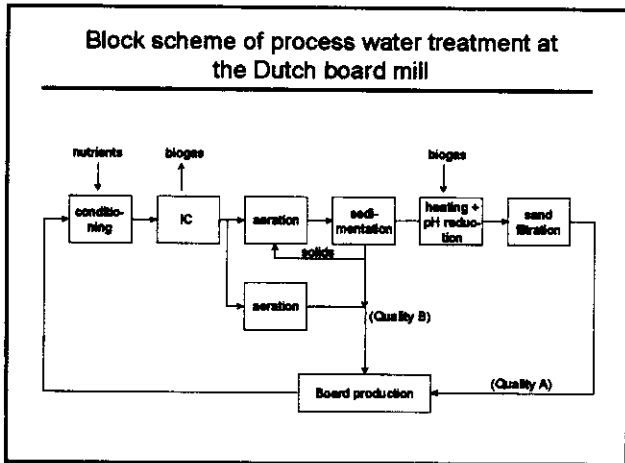 Block scheme of process water treatment at
the Dutch board mill
nutrients
biogas
biogas
conditio-
ning
IC
aeration
sedi-
mentation
heating +
pH reduc-
tion
sand
filtration
solids
aeration
(Quality B)
Board production
(Quality A)